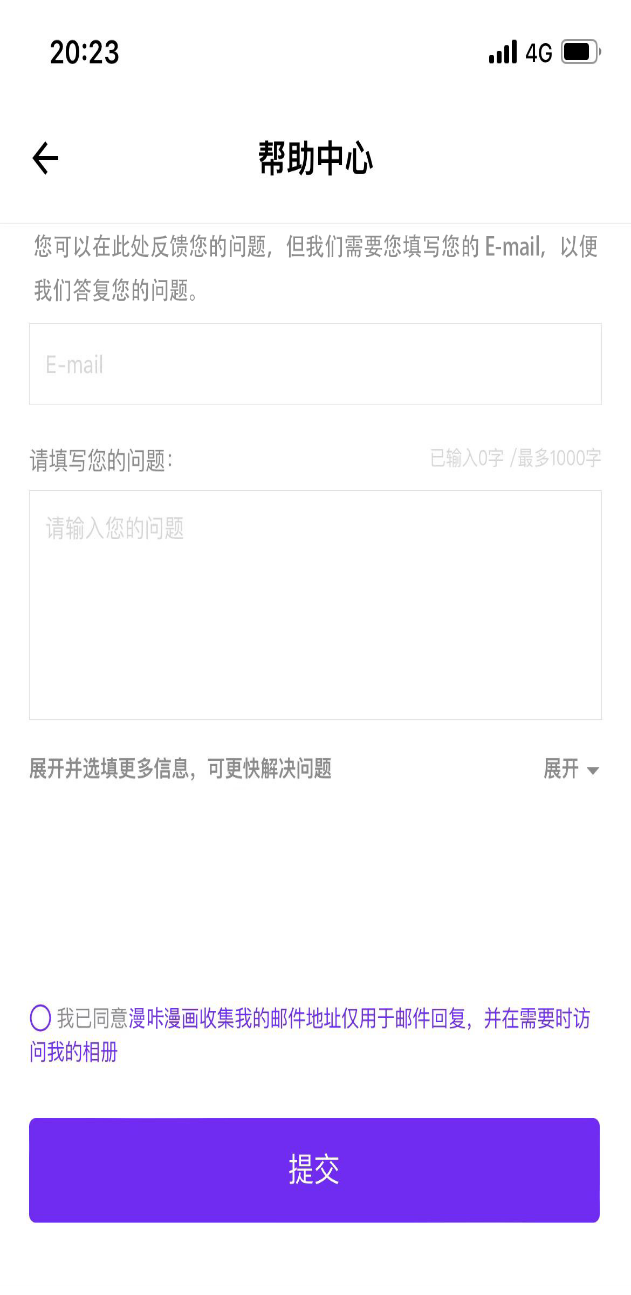 20:23 4G
帮助中心
您可以在此处反馈您的问题，但我们需要您填写您的 E-mail，以便
我们答复您的问题。
E-mail
请填写您的问题： 已输入0字 /最多1000字
请输入您的问题
展开并选填更多信息，可更快解决问题 展开
我已同意漫咔漫画收集我的邮件地址仅用于邮件回复，并在需要时访
问我的相册
提交